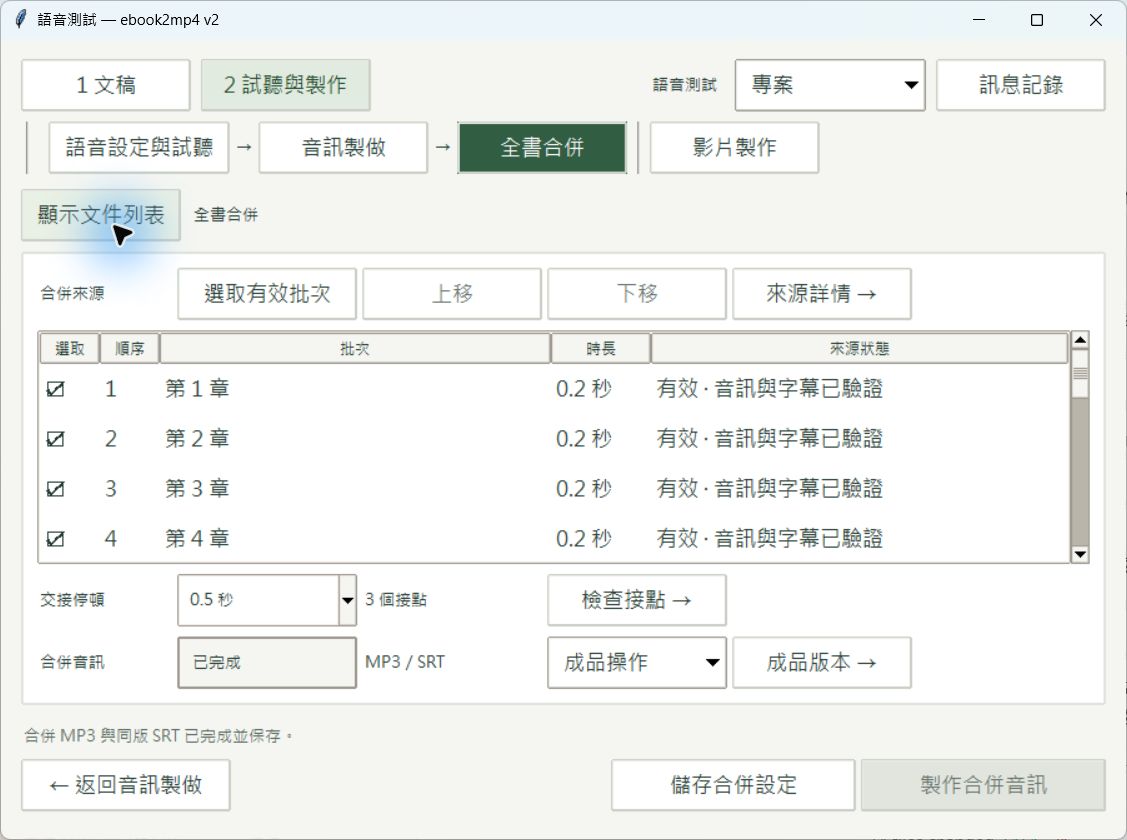 語音測試 — ebook2mp4 v2
1 文稿 2 試聽與製作 語音測試 專案 訊息記錄
語音設定與試聽 → 音訊製做 → 全書合併 影片製作
顯示文件列表 全書合併
合併來源 選取有效批次 上移 下移 來源詳情 →
選取 順序 批次 時長 來源狀態
1 第 1 章 0.2 秒 有效 · 音訊與字幕已驗證
2 第 2 章 0.2 秒 有效 · 音訊與字幕已驗證
3 第 3 章 0.2 秒 有效 · 音訊與字幕已驗證
4 第 4 章 0.2 秒 有效 · 音訊與字幕已驗證
交接停頓 0.5 秒 3 個接點 檢查接點 →
合併音訊 已完成 MP3 / SRT 成品操作 成品版本 →
合併 MP3 與同版 SRT 已完成並保存。
← 返回音訊製做 儲存合併設定 製作合併音訊